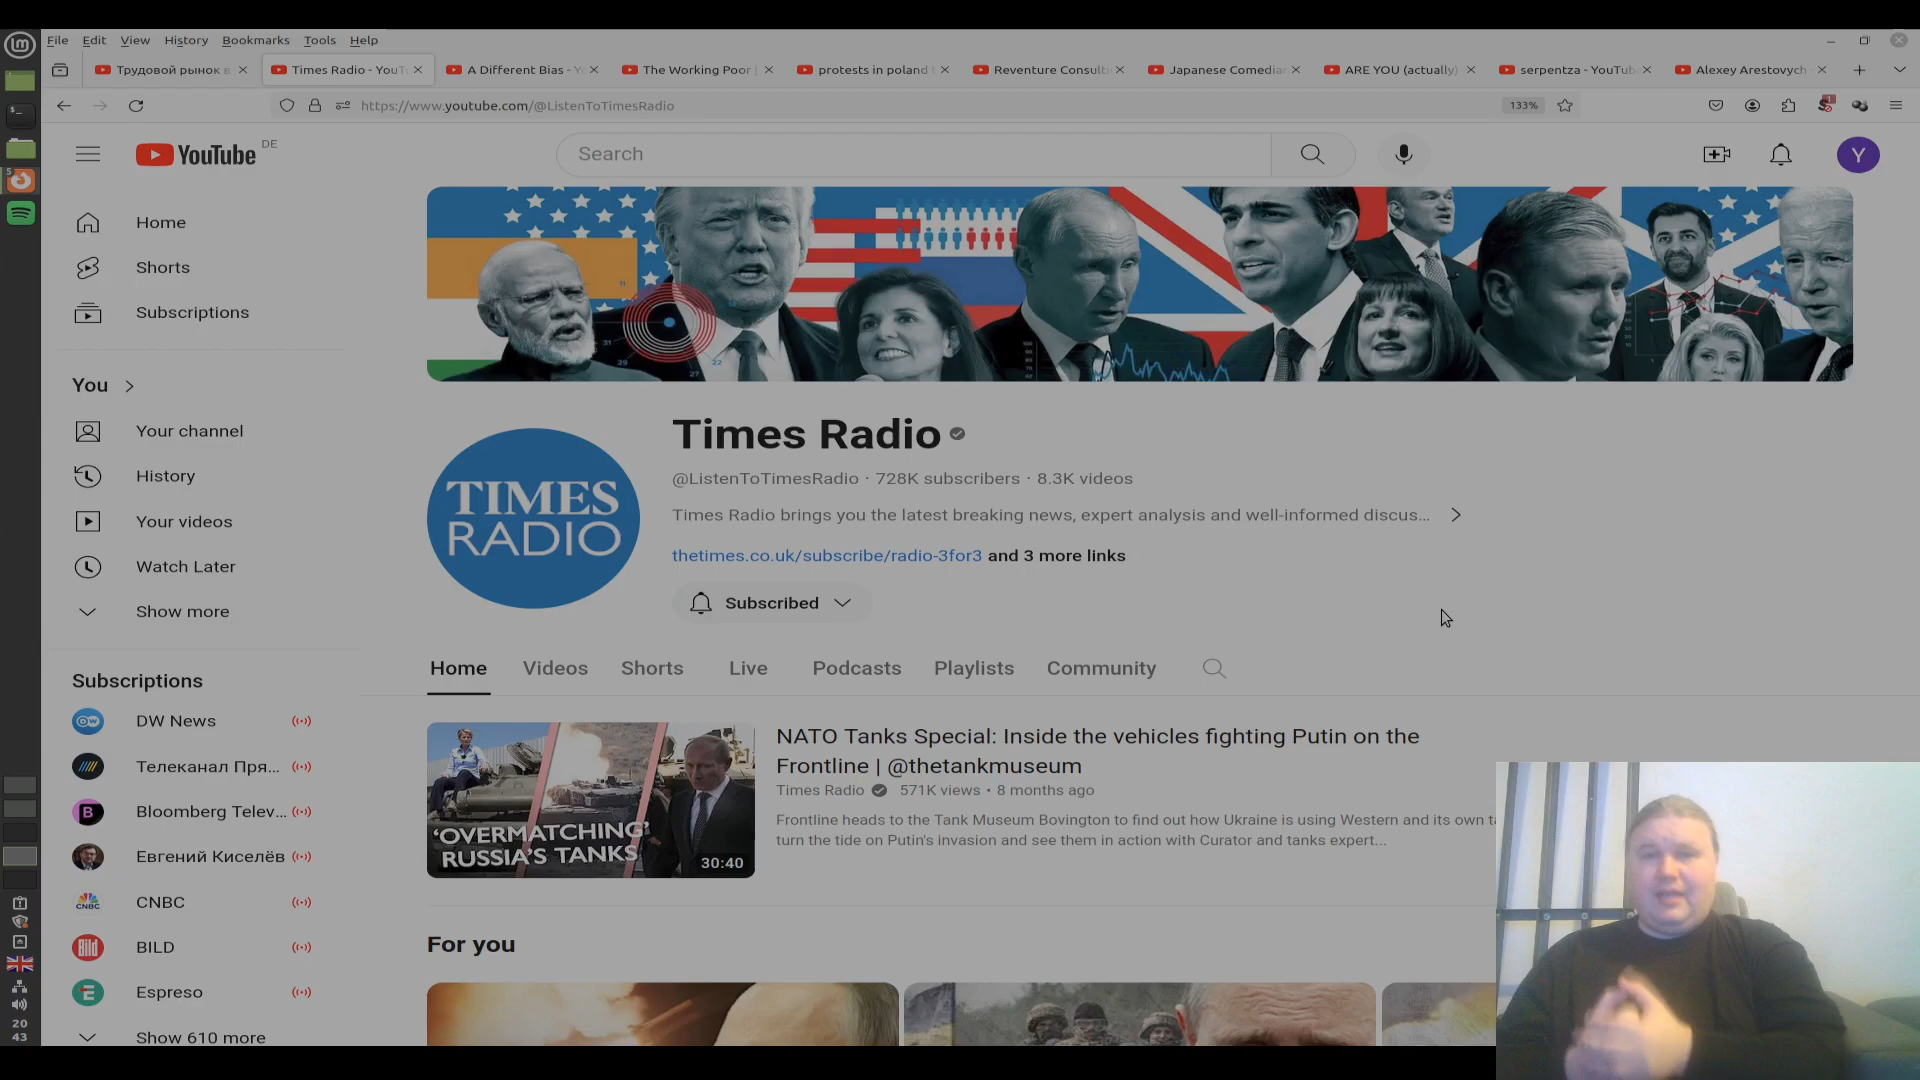 File Edit View History Bookmarks Tools Help
Трудовой рынок в
Times Radio - YouT
A Different Bias - Y
The Working Poor |
protests in poland
Reventure Consult
Japanese Comedia
ARE YOU (actually)
serpentza - YouTub
Alexey Arestovych
https://www.youtube.com/@ListenToTimesRadio
133%
YouTube DE
Search
Y
Home
Shorts
Subscriptions
You
Your channel
History
Your videos
Watch Later
Show more
Subscriptions
DW News
Телеканал Пря...
Bloomberg Telev...
Евгений Киселёв
CNBC
BILD
Espreso
Show 610 more
TIMES
RADIO
Times Radio
@ListenToTimesRadio · 728K subscribers · 8.3K videos
Times Radio brings you the latest breaking news, expert analysis and well-informed discus...
thetimes.co.uk/subscribe/radio-3for3 and 3 more links
Subscribed
Home Videos Shorts Live Podcasts Playlists Community
'OVERMATCHING'
RUSSIA'S TANKS
30:40
NATO Tanks Special: Inside the vehicles fighting Putin on the
Frontline | @thetankmuseum
Times Radio 571K views • 8 months ago
Frontline heads to the Tank Museum Bovington to find out how Ukraine is using Western and its own
turn the tide on Putin's invasion and see them in action with Curator and tanks expert...
For you
20
43